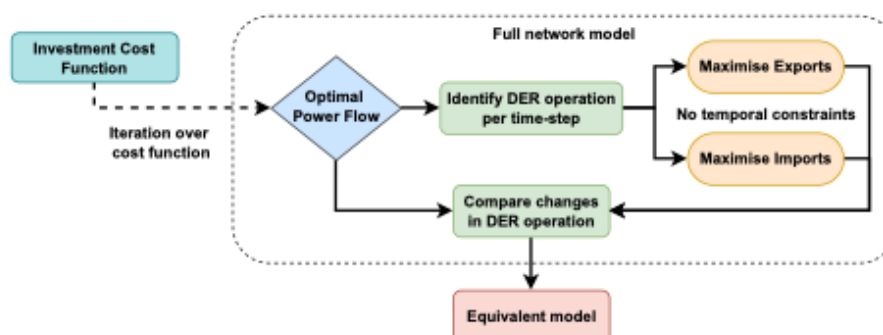 Full network model
Investment Cost
Function
Iteration over
cost function
Optimal
Power Flow
Identify DER operation
per time-step
Maximise Exports
No temporal constraints
Maximise Imports
Compare changes
in DER operation
Equivalent model